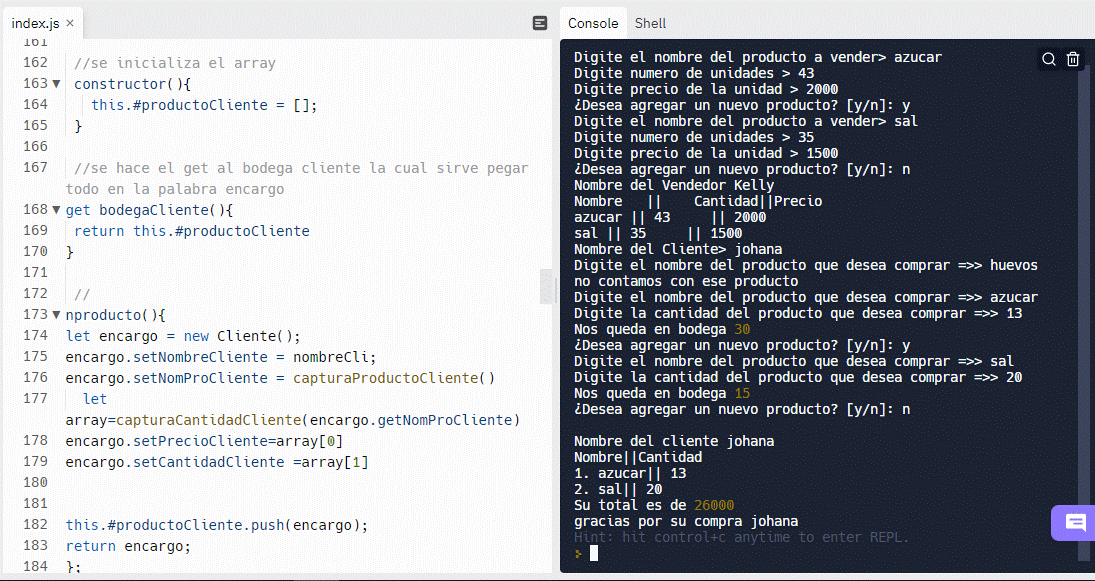 index.js ×
161
162 //se inicializa el array
163 ▼ constructor(){
164 this.#productoCliente = [];
165 }
166
167 //se hace el get al bodega cliente la cual sirve pegar
todo en la palabra encargo
168 ▼ get bodegaCliente(){
169 return this.#productoCliente
170 }
171
172 //
173 ▼ nproducto(){
174 let encargo = new Cliente();
175 encargo.setNombreCliente = nombreCli;
176 encargo.setNomProCliente = capturaProductoCliente()
177 let
array=capturaCantidadCliente(encargo.getNomProCliente)
178 encargo.setPrecioCliente=array[0]
179 encargo.setCantidadCliente =array[1]
180
181
182 this.#productoCliente.push(encargo);
183 return encargo;
184 };
Console Shell
Digite el nombre del producto a vender> azucar
Digite numero de unidades > 43
Digite precio de la unidad > 2000
¿Desea agregar un nuevo producto? [y/n]: y
Digite el nombre del producto a vender> sal
Digite numero de unidades > 35
Digite precio de la unidad > 1500
¿Desea agregar un nuevo producto? [y/n]: n
Nombre del Vendedor Kelly
Nombre || Cantidad||Precio
azucar || 43 || 2000
sal || 35 || 1500
Nombre del Cliente> johana
Digite el nombre del producto que desea comprar =>> huevos
no contamos con ese producto
Digite el nombre del producto que desea comprar =>> azucar
Digite la cantidad del producto que desea comprar =>> 13
Nos queda en bodega 30
¿Desea agregar un nuevo producto? [y/n]: y
Digite el nombre del producto que desea comprar =>> sal
Digite la cantidad del producto que desea comprar =>> 20
Nos queda en bodega 15
¿Desea agregar un nuevo producto? [y/n]: n

Nombre del cliente johana
Nombre||Cantidad
1. azucar|| 13
2. sal|| 20
Su total es de 26000
gracias por su compra johana
Hint: hit control+c anytime to enter REPL.
>